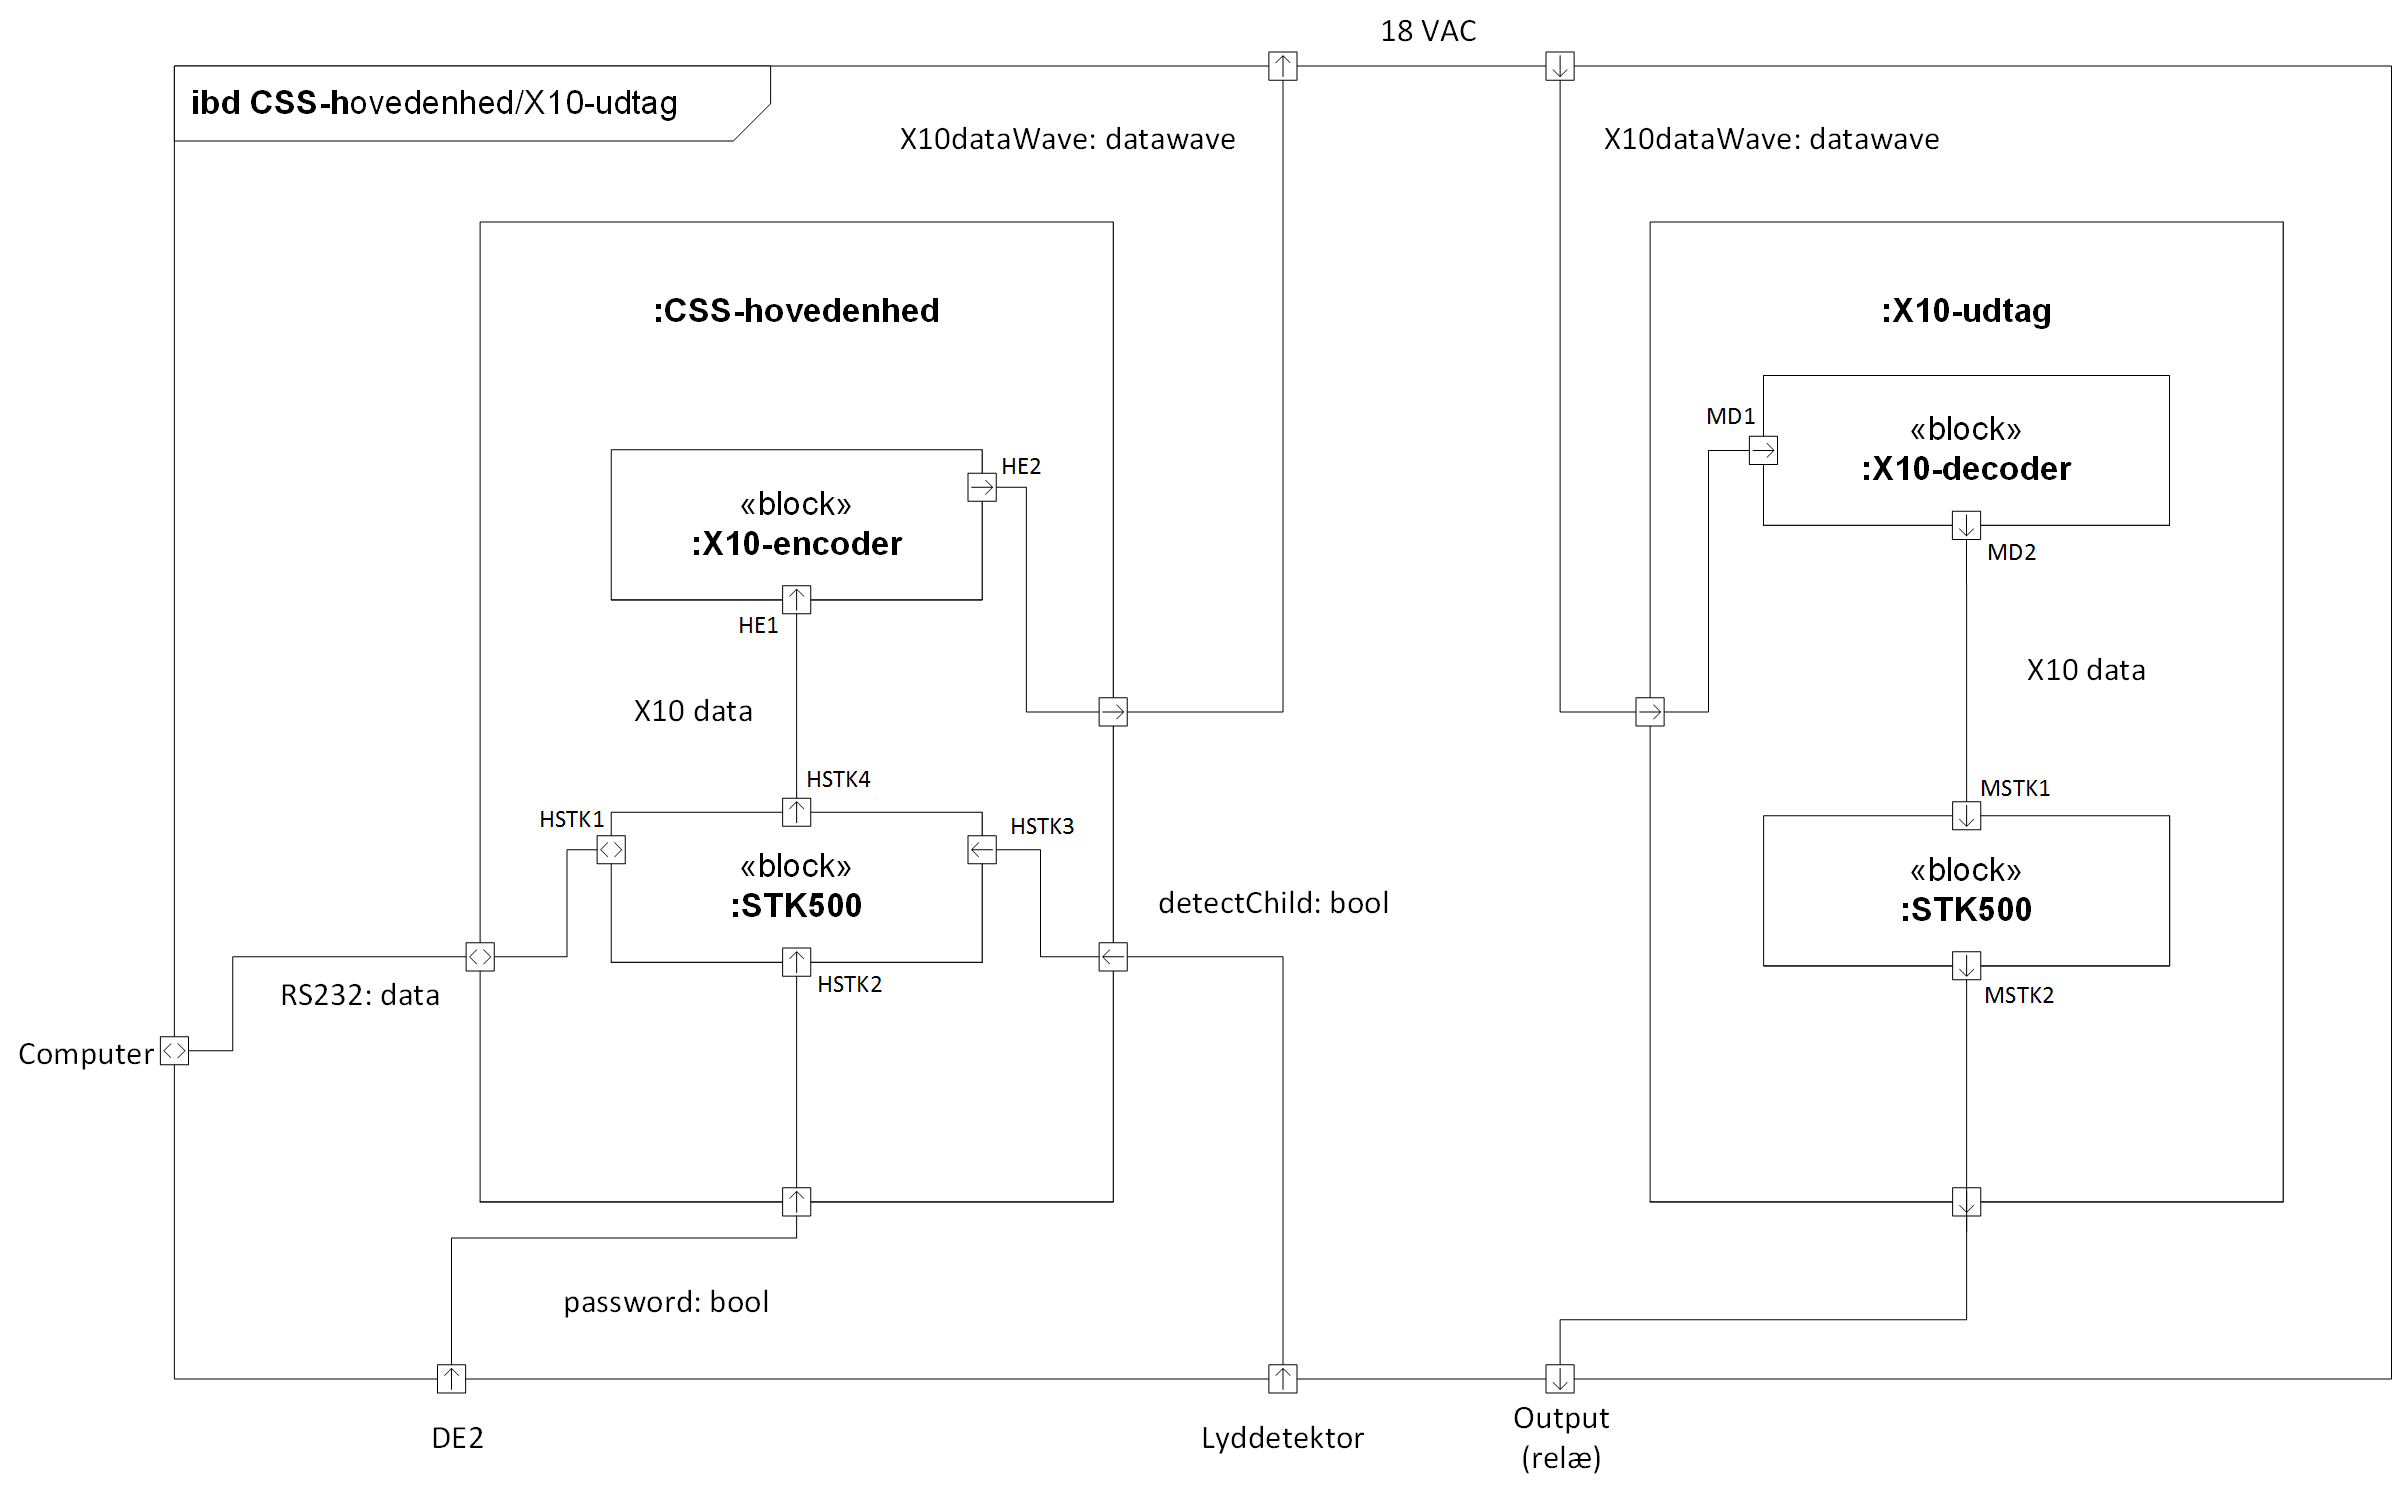 18 VAC
ibd CSS-hovedenhed/X10-udtag
X10dataWave: datawave
X10dataWave: datawave
:CSS-hovedenhed
:X10-udtag
MD1
«block»
:X10-decoder
HE2
«block»
:X10-encoder
MD2
HE1
X10 data
X10 data
HSTK4
MSTK1
HSTK1
HSTK3
«block»
:STK500
«block»
:STK500
detectChild: bool
HSTK2
MSTK2
RS232: data
Computer
password: bool
DE2
Lyddetektor
Output
(relæ)